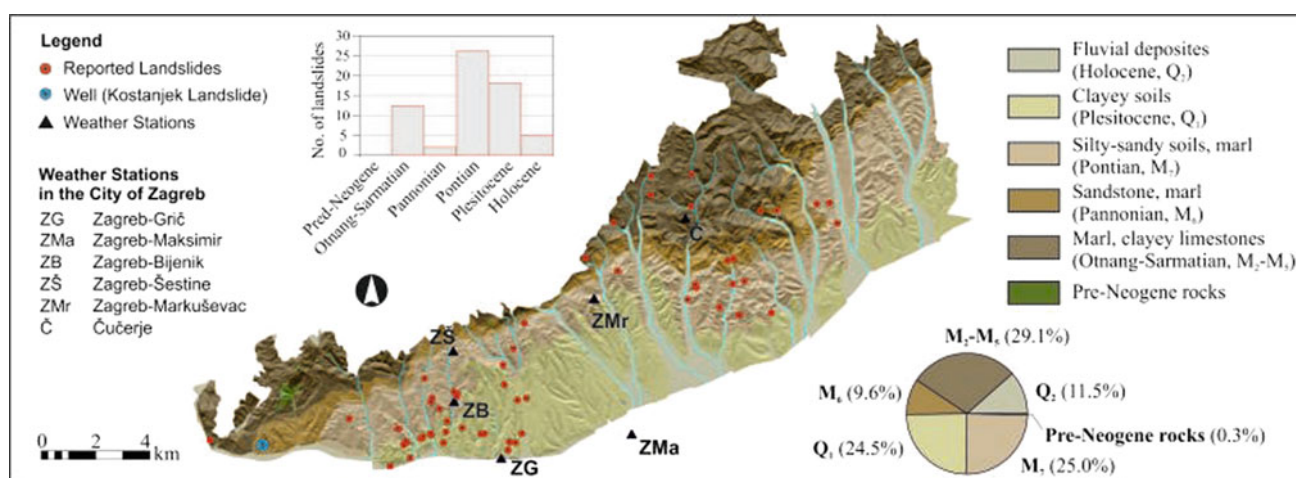 Legend
Reported Landslides
Well (Kostanjek Landslide)
Weather Stations
Weather Stations
in the City of Zagreb
ZG Zagreb-Grič
ZMa Zagreb-Maksimir
ZB Zagreb-Bijenik
ZŠ Zagreb-Šestine
ZMr Zagreb-Markuševac
Č Čučerje
0 2 4
km
No. of landslides
30
25
20
15
10
5
0
Pred-Neogene
Otnang-Sarmatian
Pannonian
Pontian
Plesitocene
Holocene
Č
ZMr
ZŠ
ZB
ZG
ZMa
Fluvial deposites
(Holocene, Q₂)
Clayey soils
(Plesitocene, Q₁)
Silty-sandy soils, marl
(Pontian, M₇)
Sandstone, marl
(Pannonian, M₆)
Marl, clayey limestones
(Otnang-Sarmatian, M₂-M₅)
Pre-Neogene rocks
M₂-M₅ (29.1%)
M₆ (9.6%)
Q₂ (11.5%)
Pre-Neogene rocks (0.3%)
Q₁ (24.5%)
M₇ (25.0%)